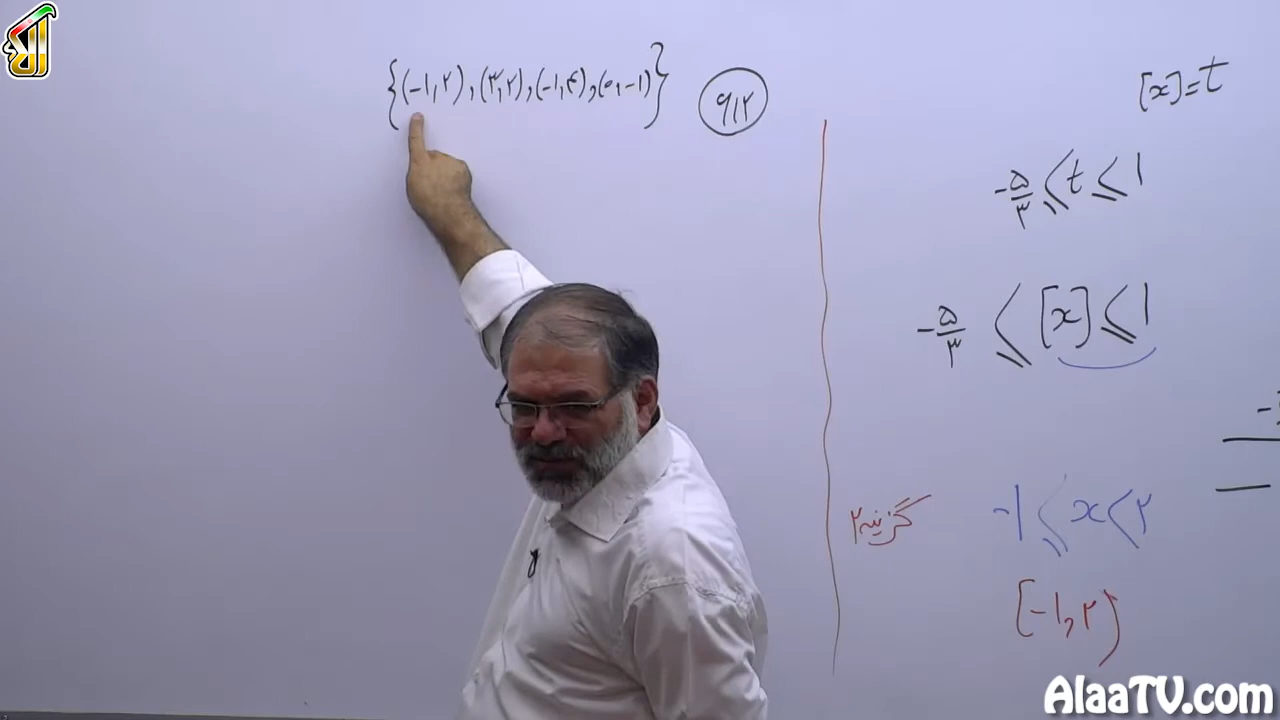 {(-۱,۲),(۳,۲),(-۱,۴),(۰,-۱)}
۹۱۲
[x]=t
-۵/۳ ≤ t ≤ ۱
-۵/۳ ≤ [x] ≤ ۱
-۱ ≤ x < ۲
گزینه ۲
[-۱,۲)
AlaaTV.com